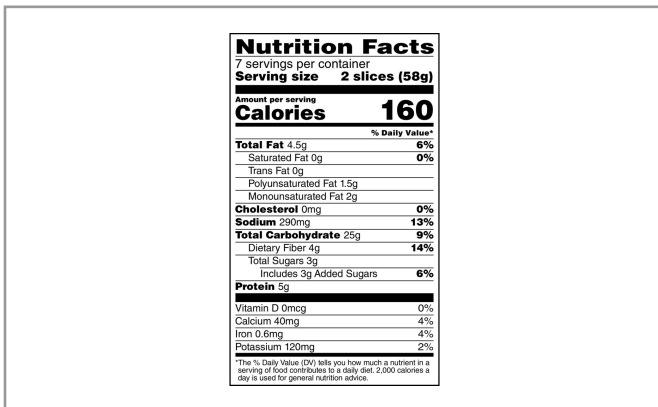 Nutrition Facts
7 servings per container
Serving size 2 slices (58g)
Amount per serving
Calories 160
% Daily Value*
Total Fat 4.5g 6%
Saturated Fat 0g 0%
Trans Fat 0g
Polyunsaturated Fat 1.5g
Monounsaturated Fat 2g
Cholesterol 0mg 0%
Sodium 290mg 13%
Total Carbohydrate 25g 9%
Dietary Fiber 4g 14%
Total Sugars 3g
Includes 3g Added Sugars 6%
Protein 5g
Vitamin D 0mcg 0%
Calcium 40mg 4%
Iron 0.6mg 4%
Potassium 120mg 2%
*The % Daily Value (DV) tells you how much a nutrient in a
serving of food contributes to a daily diet. 2,000 calories a
day is used for general nutrition advice.